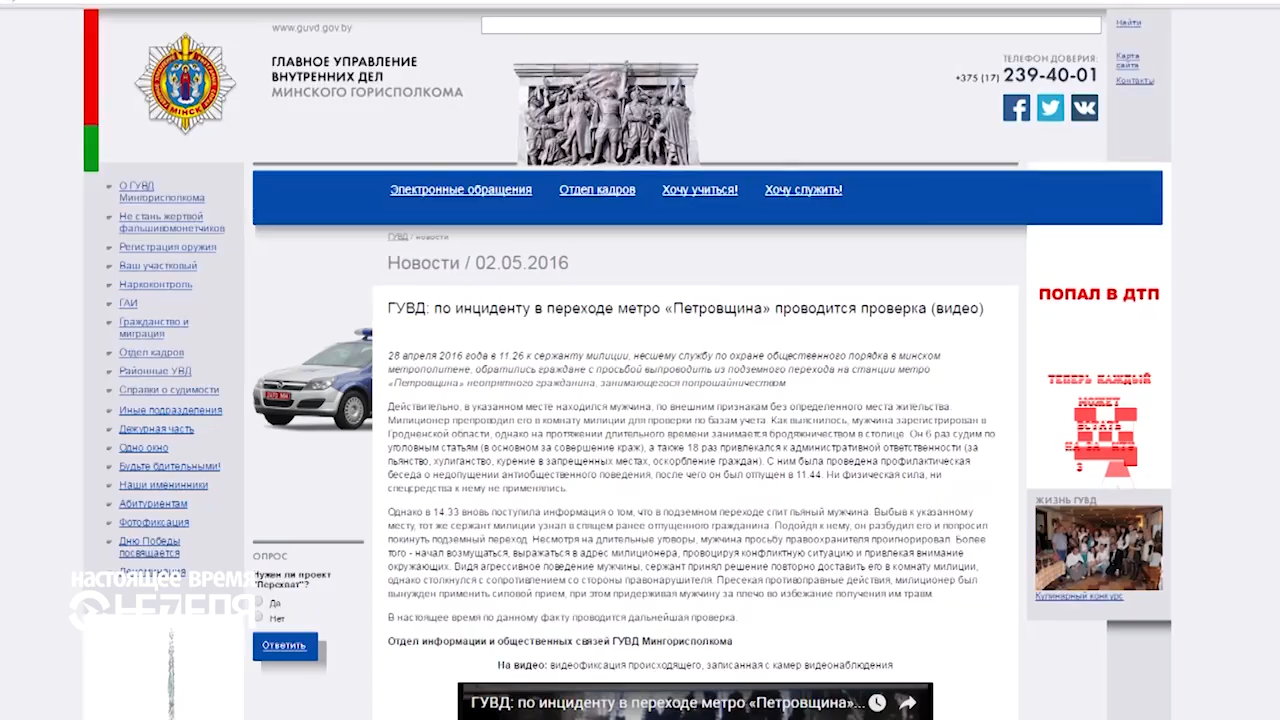 www.guvd.gov.by
Найти
ГЛАВНОЕ УПРАВЛЕНИЕ
ВНУТРЕННИХ ДЕЛ
МИНСКОГО ГОРИСПОЛКОМА
МІНСК
ТЕЛЕФОН ДОВЕРИЯ:
+375 (17) 239-40-01
Карта
сайта
Контакты
Электронные обращения Отдел кадров Хочу учиться! Хочу служить!
О ГУВД
Мингорисполкома
Не стань жертвой
фальшивомонетчиков
Регистрация оружия
Ваш участковый
Наркоконтроль
ГАИ
Гражданство и
миграция
Отдел кадров
Районные УВД
Справки о судимости
Иные подразделения
Дежурная часть
Одно окно
Будьте бдительными!
Наши именинники
Абитуриентам
Фотофиксация
Дню Победы
посвящается
настоящее время
НЕДЕЛЯ
ГУВД / новости
Новости / 02.05.2016
ГУВД: по инциденту в переходе метро «Петровщина» проводится проверка (видео)
28 апреля 2016 года в 11.26 к сержанту милиции, несшему службу по охране общественного порядка в минском
метрополитене, обратились граждане с просьбой выпроводить из подземного перехода на станции метро
«Петровщина» неопрятного гражданина, занимающегося попрошайничеством
Действительно, в указанном месте находился мужчина, по внешним признакам без определенного места жительства.
Милиционер препроводил его в комнату милиции для проверки по базам учета. Как выяснилось, мужчина зарегистрирован в
Гродненской области, однако на протяжении длительного времени занимается бродяжничеством в столице. Он 6 раз судим по
уголовным статьям (в основном за совершение краж), а также 18 раз привлекался к административной ответственности (за
пьянство, хулиганство, курение в запрещенных местах, оскорбление граждан). С ним была проведена профилактическая
беседа о недопущении антиобщественного поведения, после чего он был отпущен в 11.44. Ни физическая сила, ни
спецсредства к нему не применялись.
Однако в 14.33 вновь поступила информация о том, что в подземном переходе спит пьяный мужчина. Выбыв к указанному
месту, тот же сержант милиции узнал в спящем ранее отпущенного гражданина. Подойдя к нему, он разбудил его и попросил
покинуть подземный переход. Несмотря на длительные уговоры, мужчина просьбу правоохранителя проигнорировал. Более
того - начал возмущаться, выражаться в адрес милиционера, провоцируя конфликтную ситуацию и привлекая внимание
окружающих. Видя агрессивное поведение мужчины, сержант принял решение повторно доставить его в комнату милиции,
однако столкнулся с сопротивлением со стороны правонарушителя. Пресекая противоправные действия, милиционер был
вынужден применить силовой прием, при этом придерживая мужчину за плечо во избежание получения им травм.
В настоящее время по данному факту проводится дальнейшая проверка.
Отдел информации и общественных связей ГУВД Мингорисполкома
На видео: видеофиксация происходящего, записанная с камер видеонаблюдения
ГУВД: по инциденту в переходе метро «Петровщина»...
ОПРОС
Нужен ли проект
"Перехват"?
Да
Нет
Ответить
ПОПАЛ В ДТП
ТЕПЕРЬ КАЖДЫЙ
МОЖЕТ
ВСТАТЬ
ЖИЗНЬ ГУВД
Кулинарный конкурс